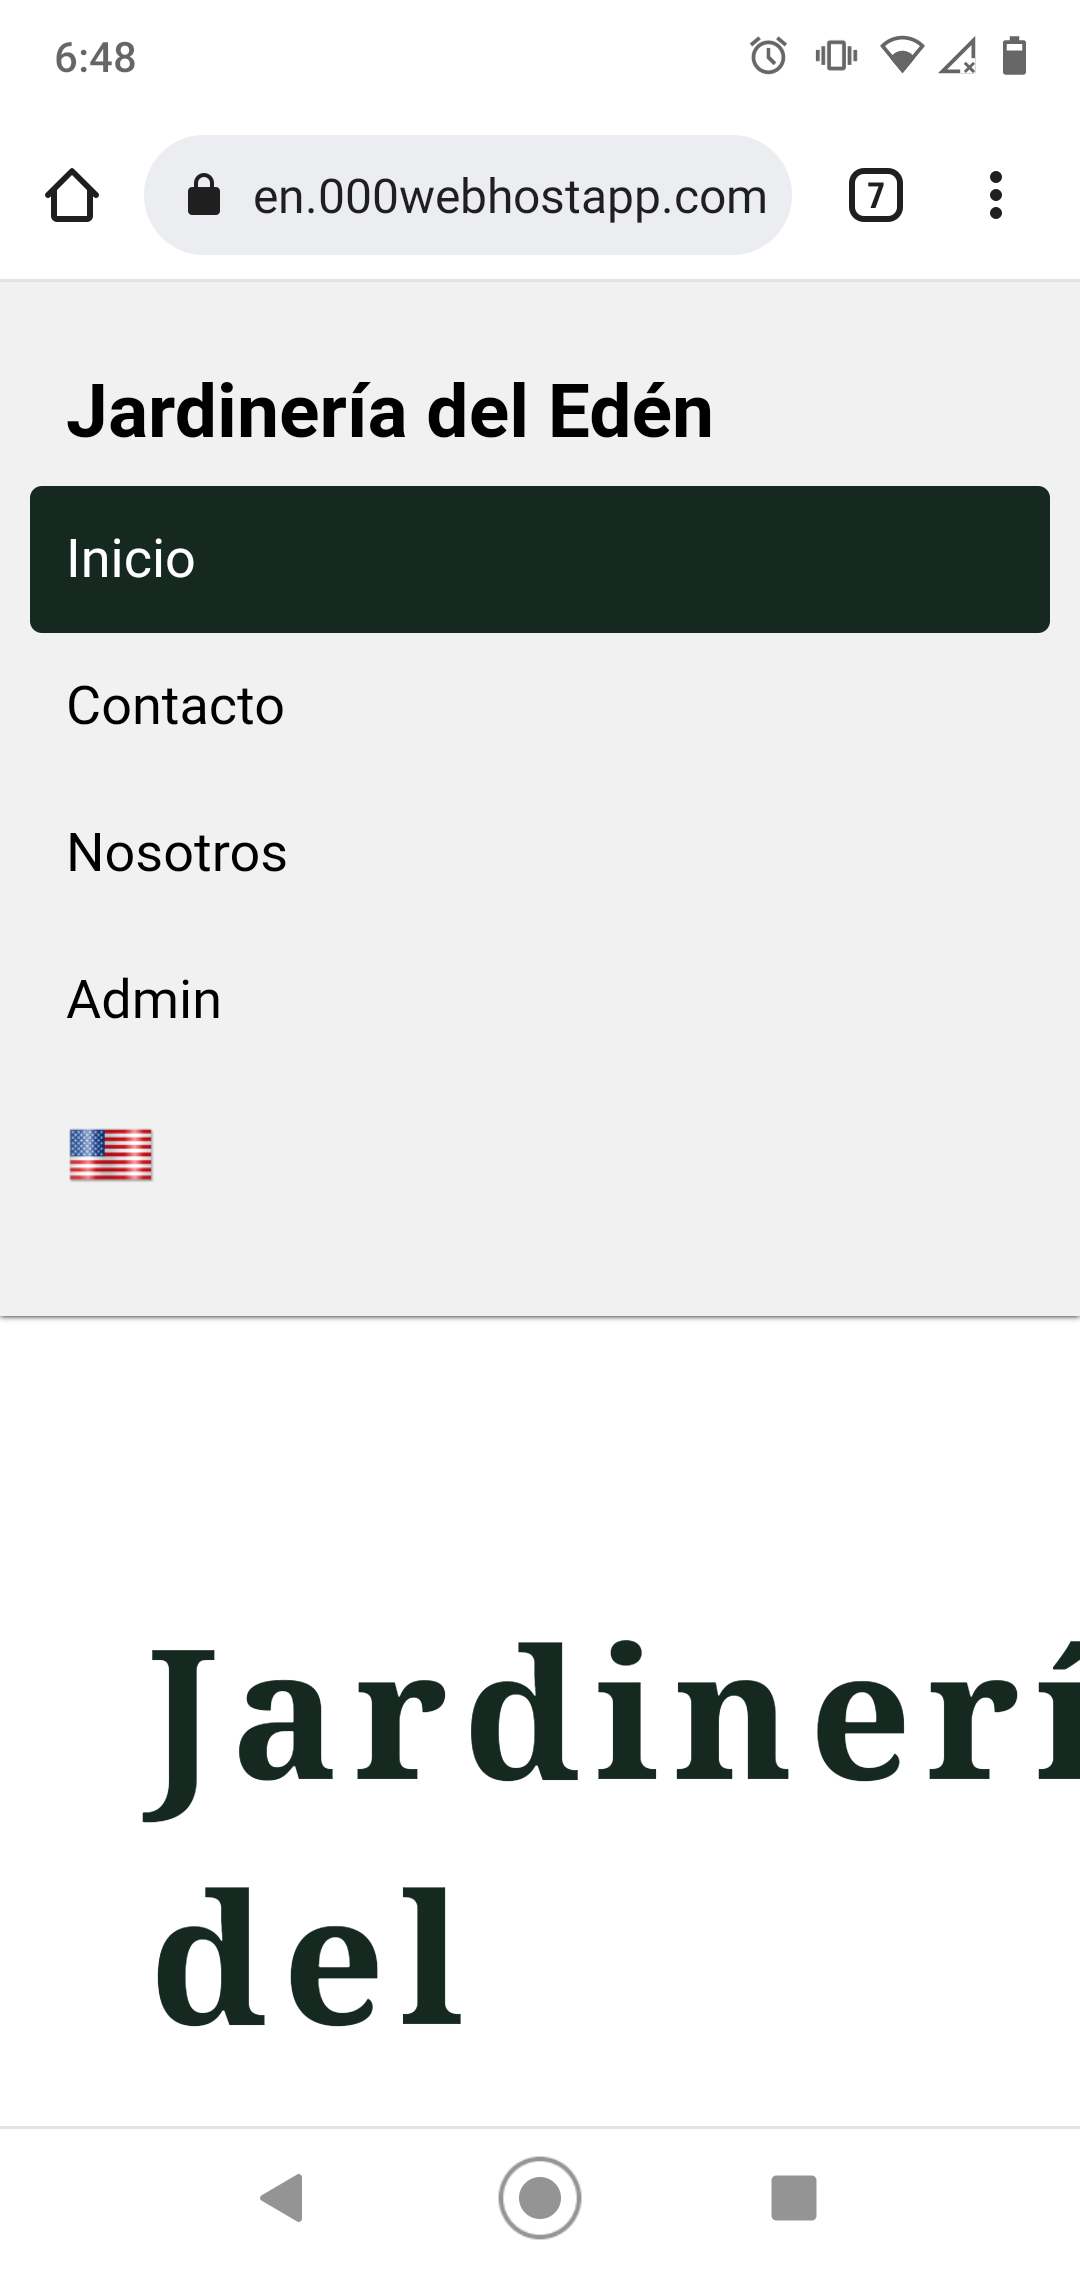 6:48
en.000webhostapp.com
7
Jardinería del Edén
Inicio
Contacto
Nosotros
Admin
Jardinerí
del